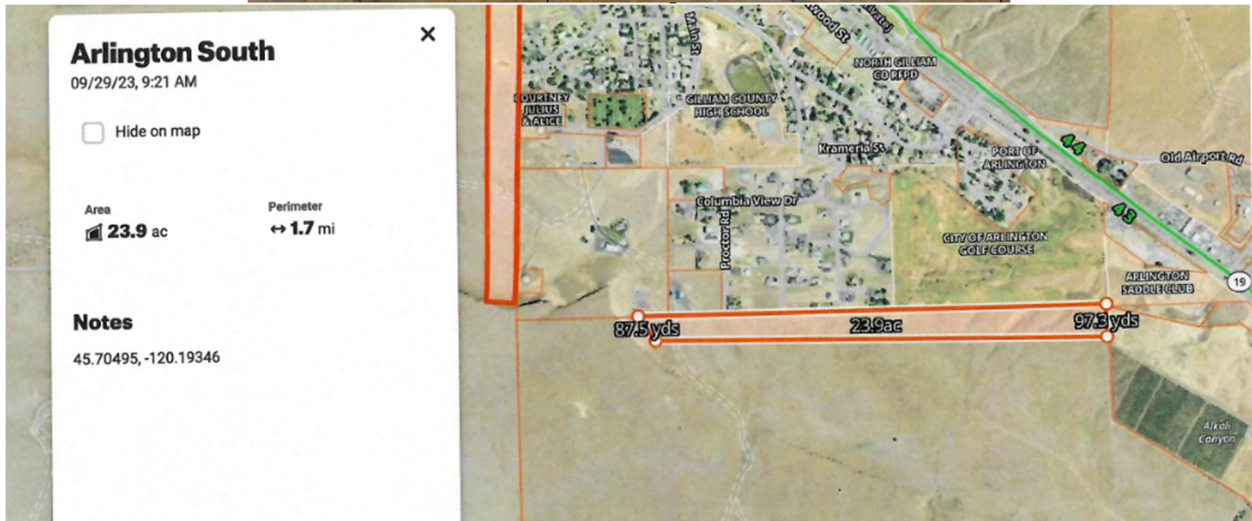 Arlington South
09/29/23, 9:21 AM
Hide on map
Area
23.9 ac
Perimeter
1.7 mi
Notes
45.70495, -120.19346
Main St
NORTH GILLIAM
CO RFPD
COURTNEY
JULIUS
& ALICE
GILLIAM COUNTY
HIGH SCHOOL
Krameria St
PORT OF
ARLINGTON
44
Old Airport Rd
Columbia View Dr
Proctor Rd
43
CITY OF ARLINGTON
GOLF COURSE
ARLINGTON
SADDLE CLUB
19
87.5 yds
23.9ac
97.3 yds
Alkali
Canyon